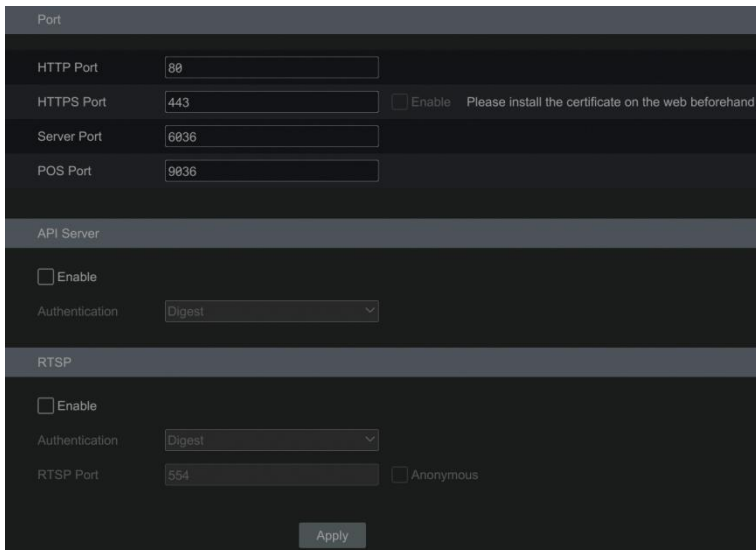 Port
HTTP Port 80
HTTPS Port 443 Enable Please install the certificate on the web beforehand
Server Port 6036
POS Port 9036
API Server
Enable
Authentication Digest
RTSP
Enable
Authentication Digest
RTSP Port 554 Anonymous
Apply